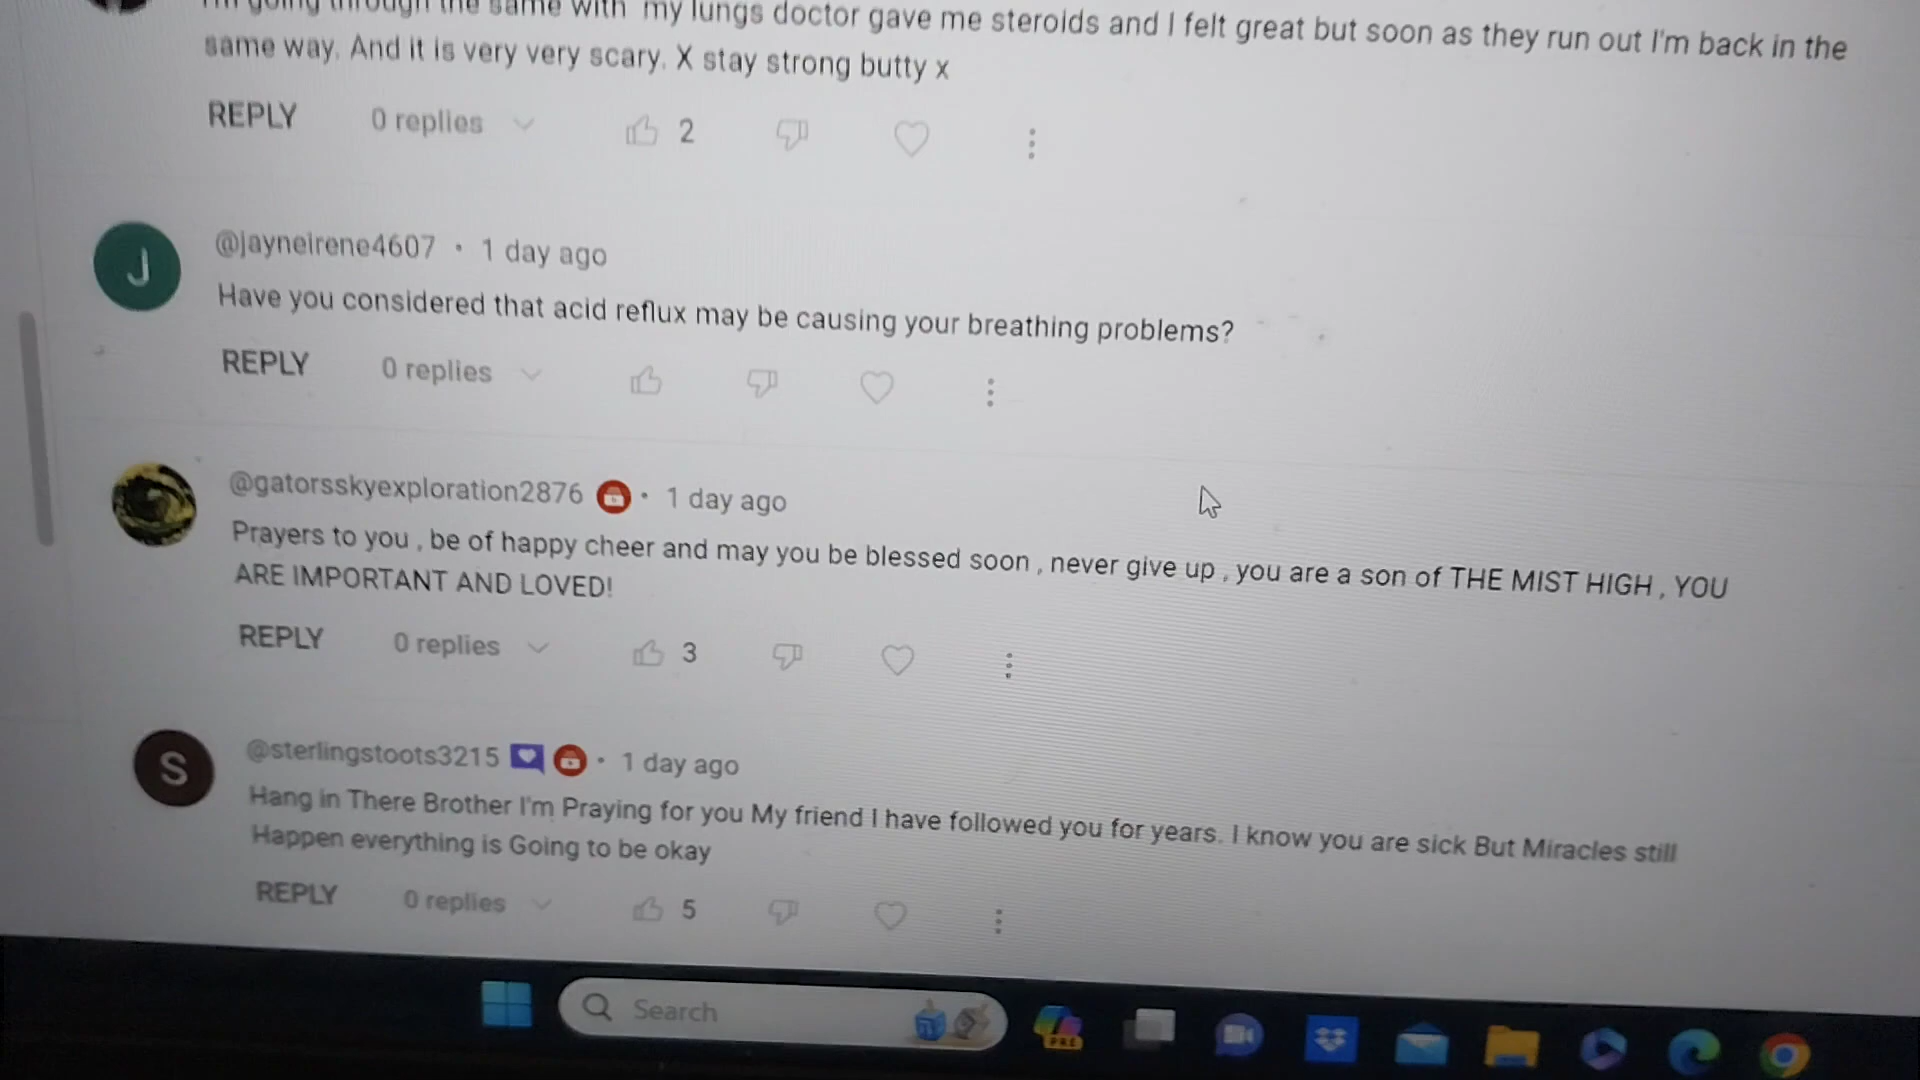 going through the same with my lungs doctor gave me steroids and I felt great but soon as they run out I'm back in the
same way. And it is very very scary. X stay strong butty x
REPLY 0 replies 2
@jayneirene4607 • 1 day ago
J
Have you considered that acid reflux may be causing your breathing problems?
REPLY 0 replies
@gatorsskyexploration2876 • 1 day ago
Prayers to you , be of happy cheer and may you be blessed soon , never give up , you are a son of THE MIST HIGH , YOU
ARE IMPORTANT AND LOVED!
REPLY 0 replies 3
@sterlingstoots3215 • 1 day ago
S
Hang in There Brother I'm Praying for you My friend I have followed you for years. I know you are sick But Miracles still
Happen everything is Going to be okay
REPLY 0 replies 5
Search
PRE